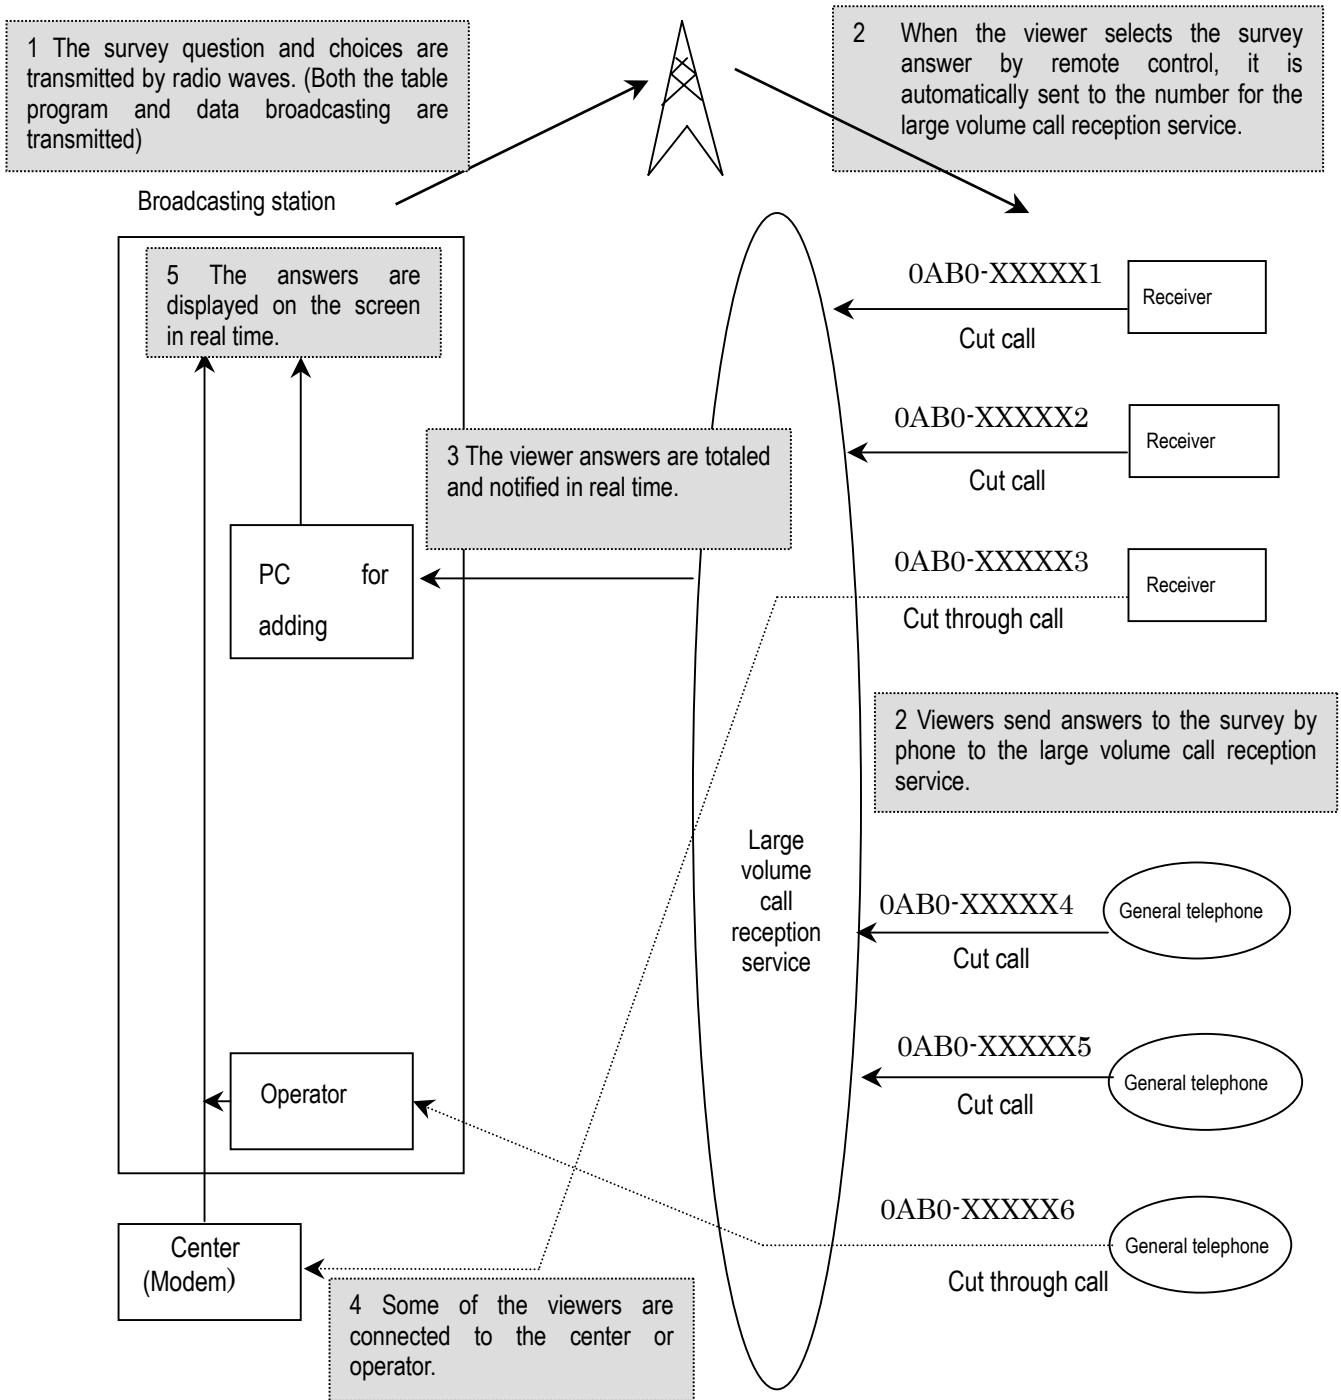 1 The survey question and choices are
transmitted by radio waves. (Both the table
program and data broadcasting are
transmitted)
2 When the viewer selects the survey
answer by remote control, it is
automatically sent to the number for the
large volume call reception service.
Broadcasting station
5 The answers are
displayed on the screen
in real time.
0AB0-XXXXX1
Receiver
Cut call
0AB0-XXXXX2
Receiver
Cut call
3 The viewer answers are totaled
and notified in real time.
PC for
adding
0AB0-XXXXX3
Receiver
Cut through call
2 Viewers send answers to the survey by
phone to the large volume call reception
service.
Large
volume
call
reception
service
0AB0-XXXXX4
General telephone
Cut call
0AB0-XXXXX5
General telephone
Cut call
Operator
0AB0-XXXXX6
General telephone
Cut through call
Center
(Modem)
4 Some of the viewers are
connected to the center or
operator.